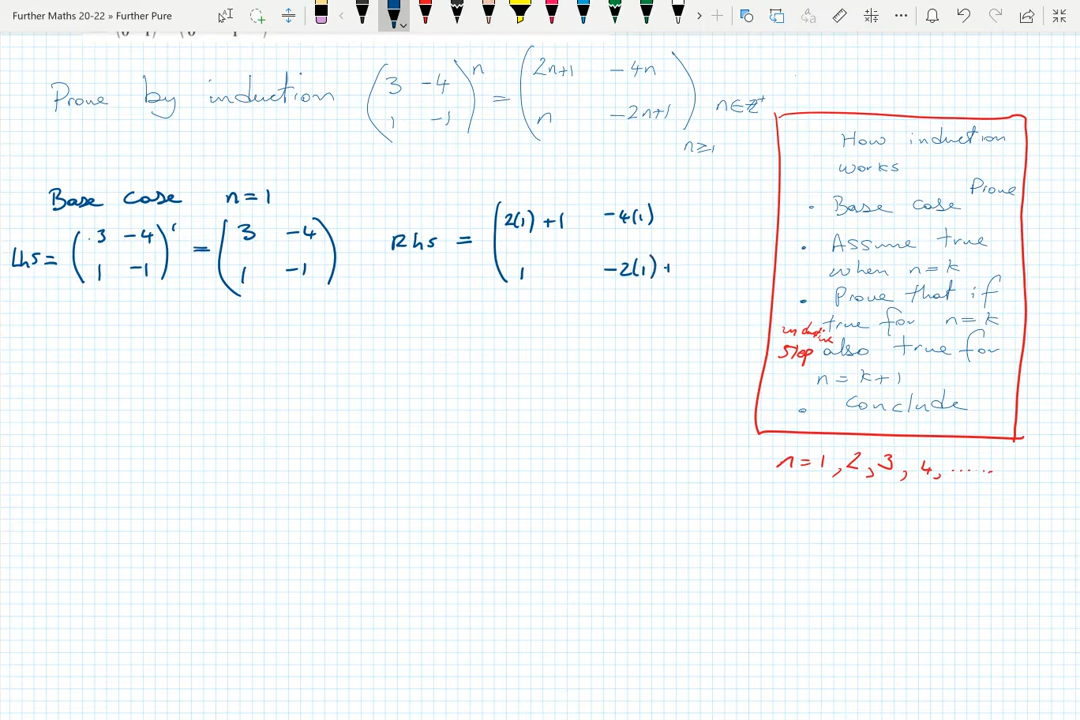 Further Maths 20-22 » Further Pure
Prove by induction ( 3 -4 ; 1 -1 )^n = ( 2n+1 -4n ; n -2n+1 ) n∈ℤ⁺
n≥1
Base case n=1
Lhs = ( 3 -4 ; 1 -1 )^1 = ( 3 -4 ; 1 -1 ) Rhs = ( 2(1)+1 -4(1) ; 1 -2(1)+
How induction
works
Prove
• Base case
• Assume true
when n=k
• Prove that if
true for n=k
inductive
step also true for
n=k+1
• Conclude
n=1, 2, 3, 4, ......